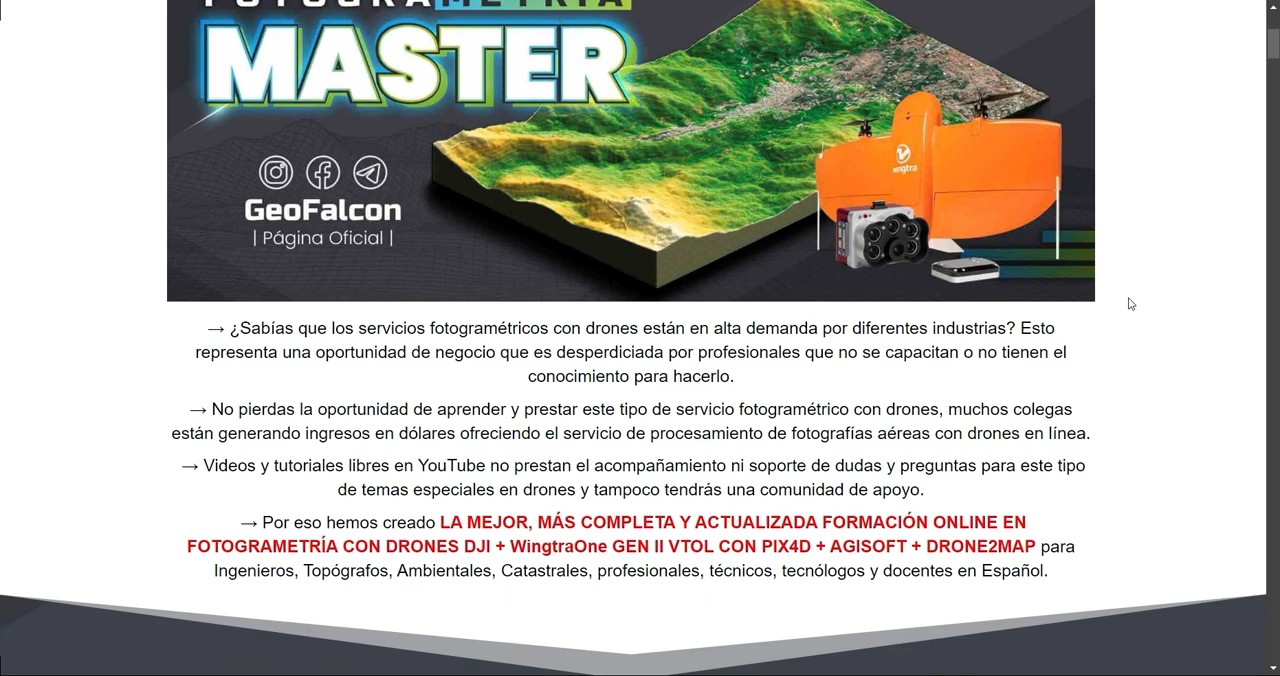 FOTOGRAMETRÍA
MASTER
GeoFalcon
| Página Oficial |
wingtra
→ ¿Sabías que los servicios fotogramétricos con drones están en alta demanda por diferentes industrias? Esto
representa una oportunidad de negocio que es desperdiciada por profesionales que no se capacitan o no tienen el
conocimiento para hacerlo.
→ No pierdas la oportunidad de aprender y prestar este tipo de servicio fotogramétrico con drones, muchos colegas
están generando ingresos en dólares ofreciendo el servicio de procesamiento de fotografías aéreas con drones en línea.
→ Videos y tutoriales libres en YouTube no prestan el acompañamiento ni soporte de dudas y preguntas para este tipo
de temas especiales en drones y tampoco tendrás una comunidad de apoyo.
→ Por eso hemos creado LA MEJOR, MÁS COMPLETA Y ACTUALIZADA FORMACIÓN ONLINE EN
FOTOGRAMETRÍA CON DRONES DJI + WingtraOne GEN II VTOL CON PIX4D + AGISOFT + DRONE2MAP para
Ingenieros, Topógrafos, Ambientales, Catastrales, profesionales, técnicos, tecnólogos y docentes en Español.